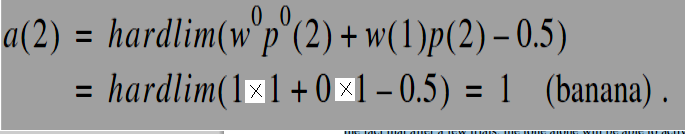 a(2) = hardlim(w⁰p⁰(2) + w(1)p(2) – 0.5)
= hardlim(1 × 1 + 0 × 1 – 0.5) = 1 (banana) .